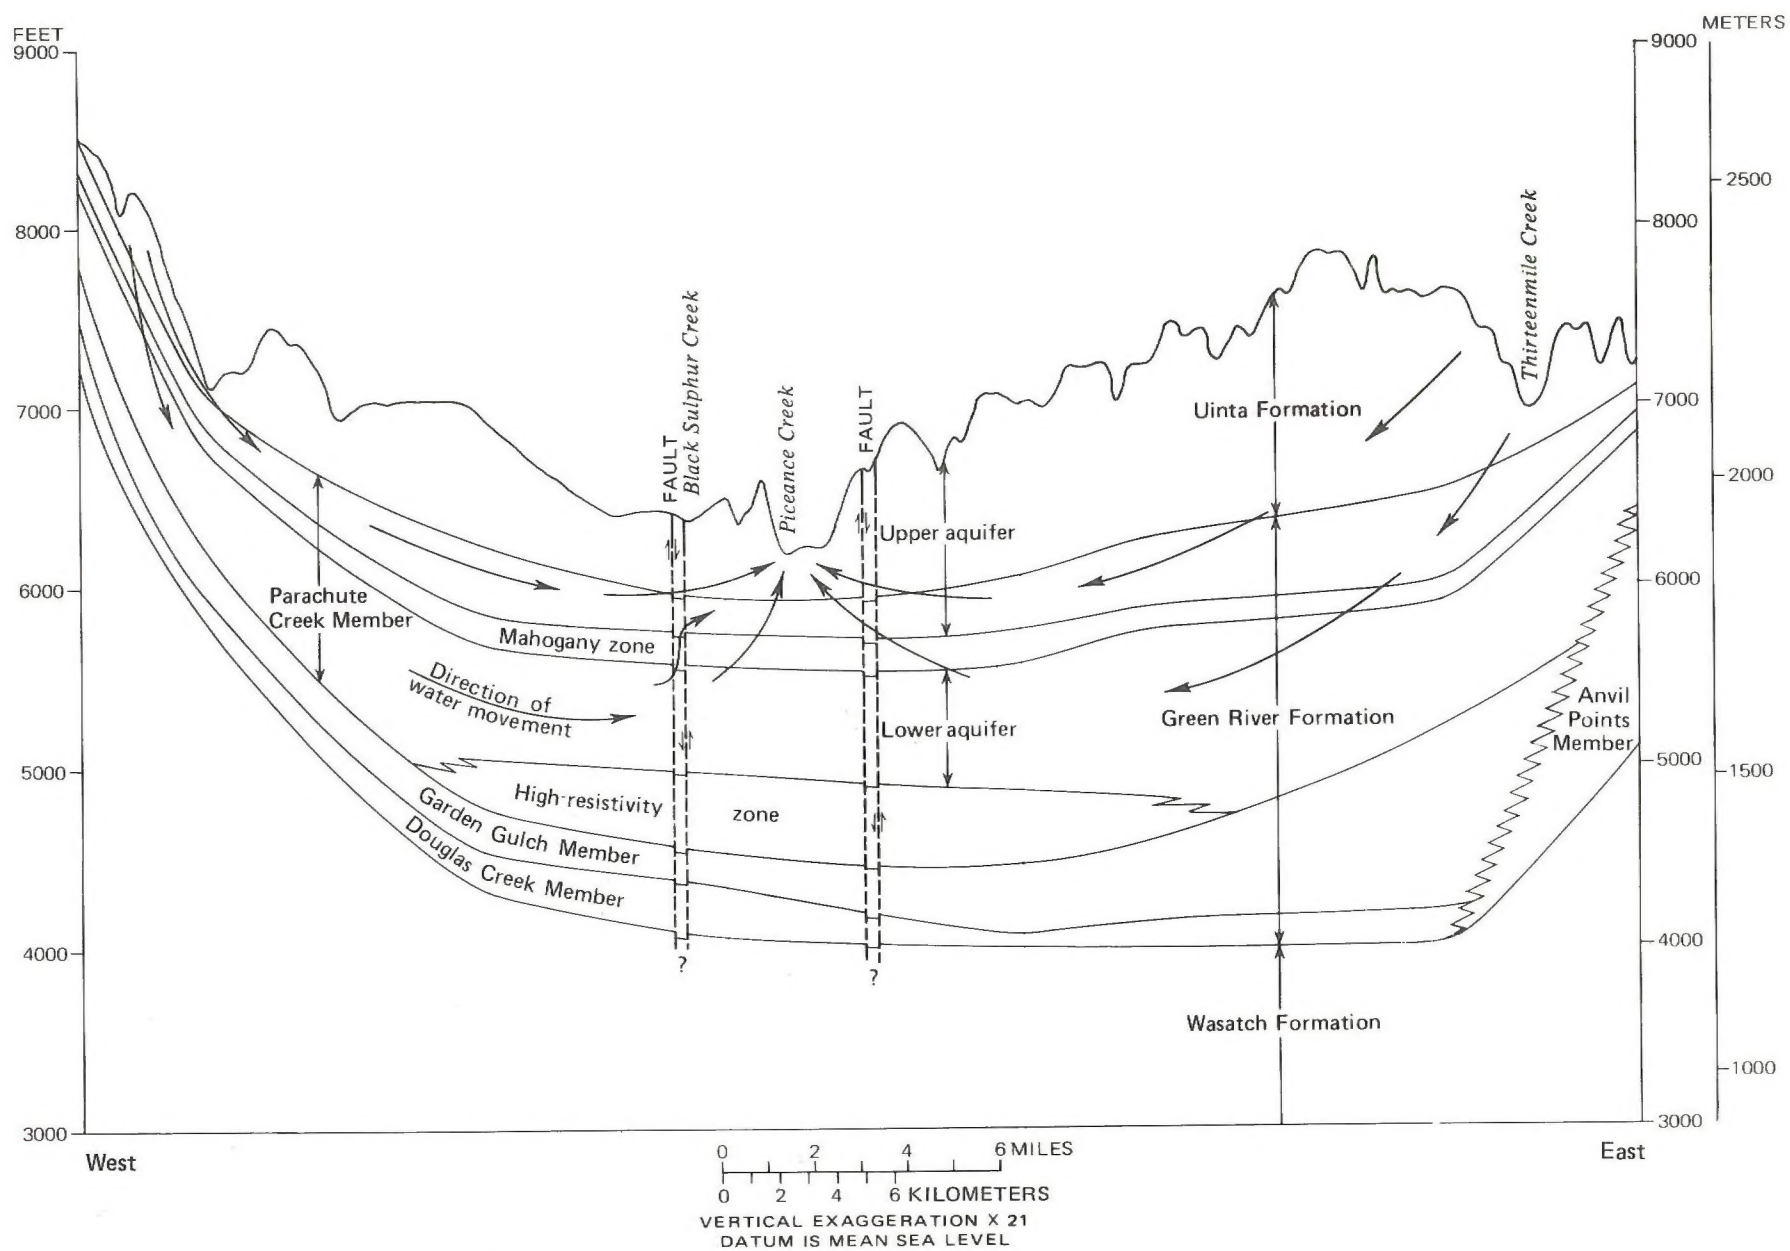 FEET
METERS
9000
8000
7000
6000
5000
4000
3000
9000
8000
7000
6000
5000
4000
3000
2500
2000
1500
1000
FAULT
Black Sulphur Creek
Piceance Creek
FAULT
Thirteenmile Creek
Uinta Formation
Upper aquifer
Parachute
Creek Member
Mahogany zone
Direction of
water movement
Lower aquifer
Green River Formation
Anvil
Points
Member
High-resistivity zone
Garden Gulch Member
Douglas Creek Member
?
?
Wasatch Formation
West
East
0 2 4 6 MILES
0 2 4 6 KILOMETERS
VERTICAL EXAGGERATION X 21
DATUM IS MEAN SEA LEVEL